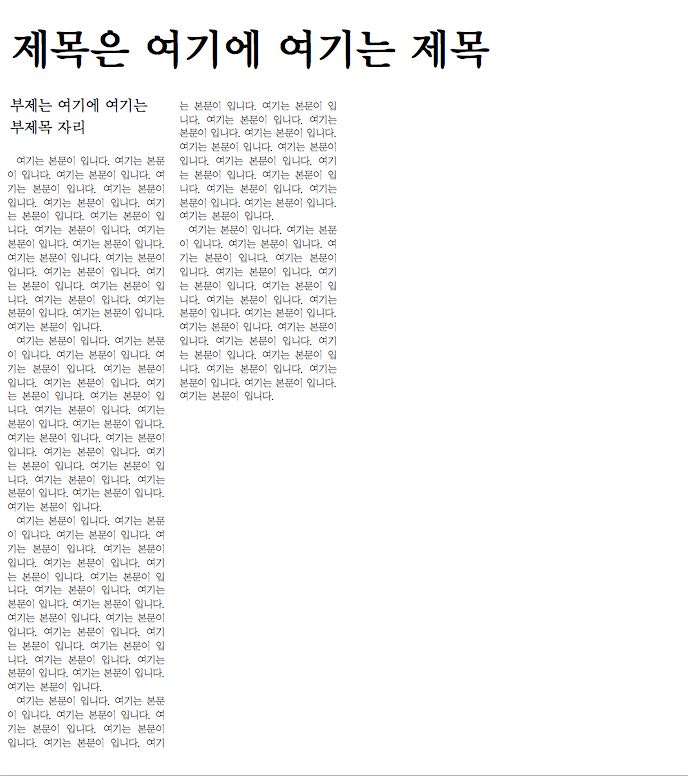 제목은 여기에 여기는 제목
부제는 여기에 여기는
부제목 자리
여기는 본문이 입니다. 여기는 본문
이 입니다. 여기는 본문이 입니다. 여
기는 본문이 입니다. 여기는 본문이
입니다. 여기는 본문이 입니다. 여기
는 본문이 입니다. 여기는 본문이 입
니다. 여기는 본문이 입니다. 여기는
본문이 입니다. 여기는 본문이 입니다.
여기는 본문이 입니다. 여기는 본문이
입니다. 여기는 본문이 입니다. 여기
는 본문이 입니다. 여기는 본문이 입
니다. 여기는 본문이 입니다. 여기는
본문이 입니다. 여기는 본문이 입니다.
여기는 본문이 입니다.
여기는 본문이 입니다. 여기는 본문
이 입니다. 여기는 본문이 입니다. 여
기는 본문이 입니다. 여기는 본문이
입니다. 여기는 본문이 입니다. 여기
는 본문이 입니다. 여기는 본문이 입
니다. 여기는 본문이 입니다. 여기는
본문이 입니다. 여기는 본문이 입니다.
여기는 본문이 입니다. 여기는 본문이
입니다. 여기는 본문이 입니다. 여기
는 본문이 입니다. 여기는 본문이 입
니다. 여기는 본문이 입니다. 여기는
본문이 입니다. 여기는 본문이 입니다.
여기는 본문이 입니다.
여기는 본문이 입니다. 여기는 본문
이 입니다. 여기는 본문이 입니다. 여
기는 본문이 입니다. 여기는 본문이
입니다. 여기는 본문이 입니다. 여기
는 본문이 입니다. 여기는 본문이 입
니다. 여기는 본문이 입니다. 여기는
본문이 입니다. 여기는 본문이 입니다.
여기는 본문이 입니다. 여기는 본문이
입니다. 여기는 본문이 입니다. 여기
는 본문이 입니다. 여기는 본문이 입
니다. 여기는 본문이 입니다. 여기는
본문이 입니다. 여기는 본문이 입니다.
여기는 본문이 입니다.
여기는 본문이 입니다. 여기는 본문
이 입니다. 여기는 본문이 입니다. 여
기는 본문이 입니다. 여기는 본문이
입니다. 여기는 본문이 입니다. 여기
는 본문이 입니다. 여기는 본문이 입
니다. 여기는 본문이 입니다. 여기는
본문이 입니다. 여기는 본문이 입니다.
여기는 본문이 입니다. 여기는 본문이
입니다. 여기는 본문이 입니다. 여기
는 본문이 입니다. 여기는 본문이 입
니다. 여기는 본문이 입니다. 여기는
본문이 입니다. 여기는 본문이 입니다.
여기는 본문이 입니다.
여기는 본문이 입니다. 여기는 본문
이 입니다. 여기는 본문이 입니다. 여
기는 본문이 입니다. 여기는 본문이
입니다. 여기는 본문이 입니다. 여기
는 본문이 입니다. 여기는 본문이 입
니다. 여기는 본문이 입니다. 여기는
본문이 입니다. 여기는 본문이 입니다.
여기는 본문이 입니다. 여기는 본문이
입니다. 여기는 본문이 입니다. 여기
는 본문이 입니다. 여기는 본문이 입
니다. 여기는 본문이 입니다. 여기는
본문이 입니다. 여기는 본문이 입니다.
여기는 본문이 입니다.